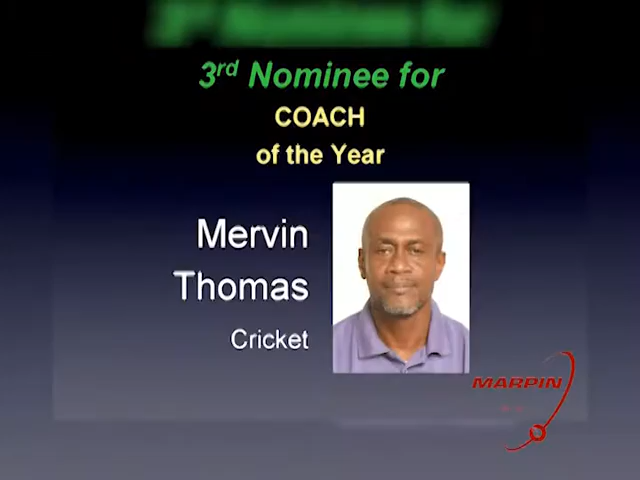 3rd Nominee for
COACH
of the Year
Mervin
Thomas
Cricket
MARPIN